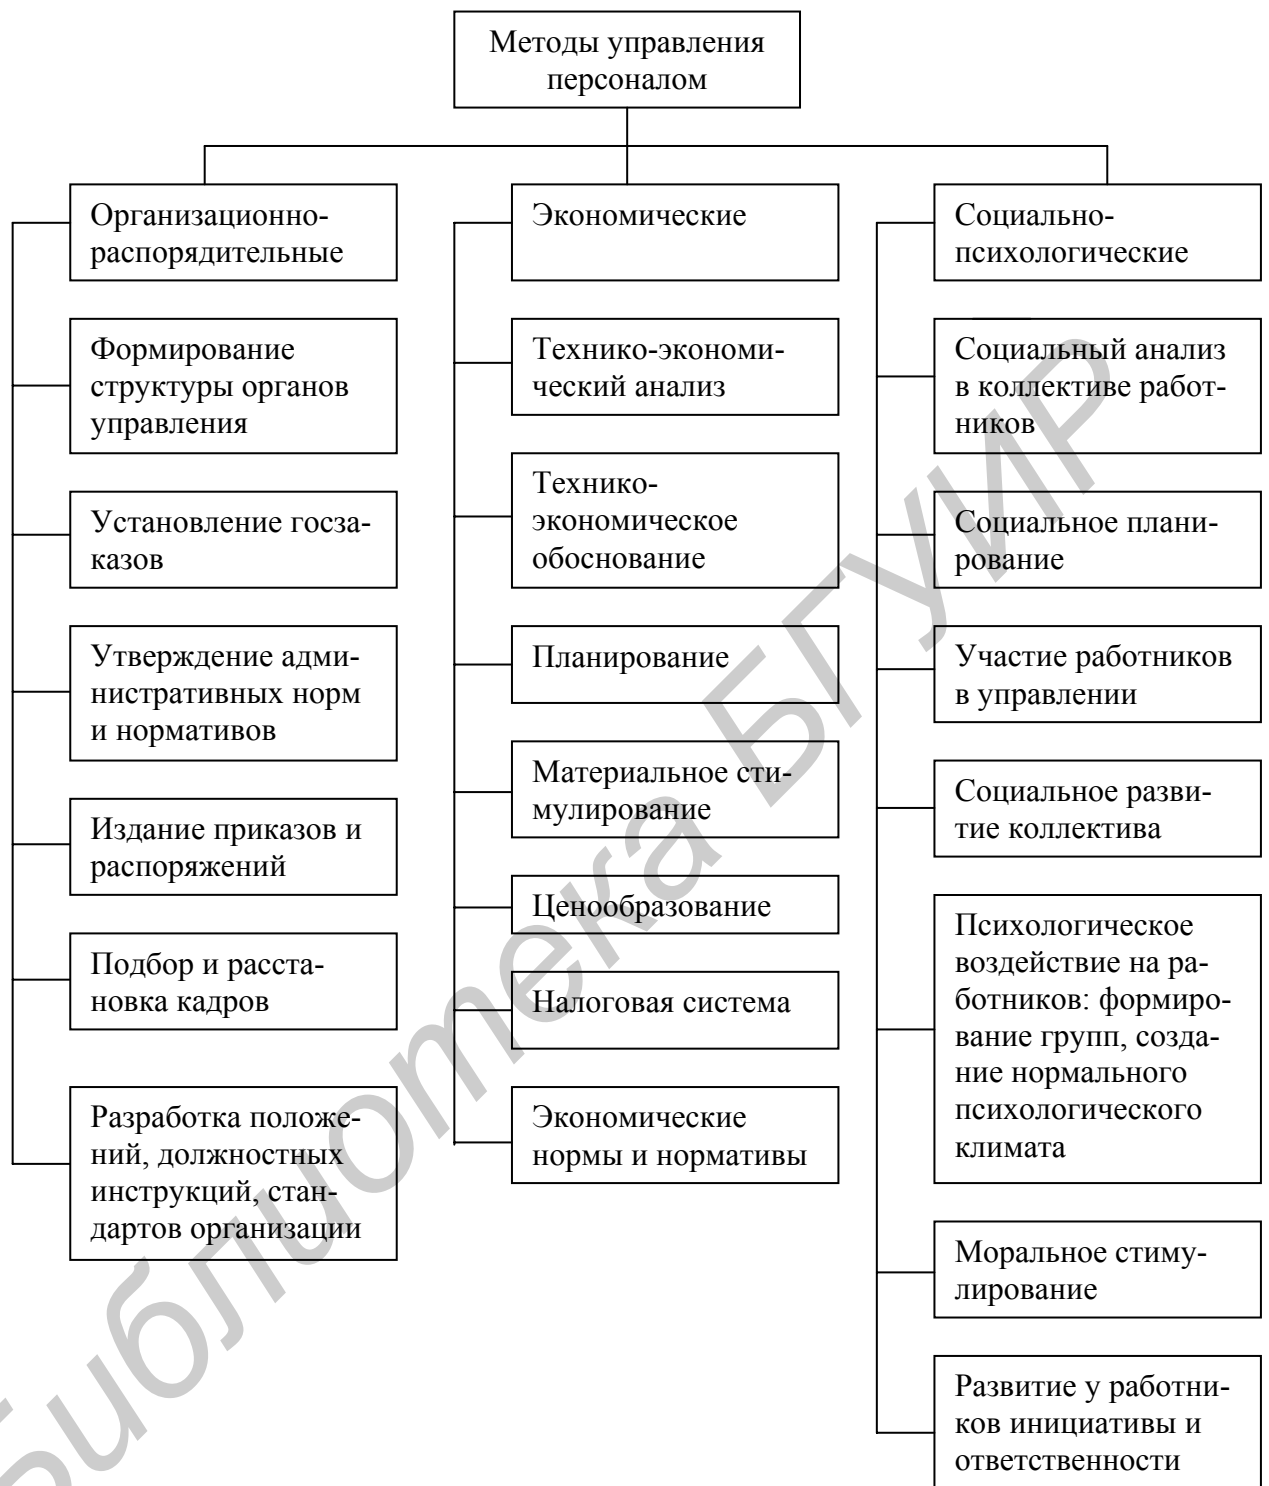 Методы управления
персоналом
Организационно-
распорядительные
Формирование
структуры органов
управления
Установление госза-
казов
Утверждение адми-
нистративных норм
и нормативов
Издание приказов и
распоряжений
Подбор и расста-
новка кадров
Разработка положе-
ний, должностных
инструкций, стан-
дартов организации
Экономические
Технико-экономи-
ческий анализ
Технико-
экономическое
обоснование
Планирование
Материальное сти-
мулирование
Ценообразование
Налоговая система
Экономические
нормы и нормативы
Социально-
психологические
Социальный анализ
в коллективе работ-
ников
Социальное плани-
рование
Участие работников
в управлении
Социальное разви-
тие коллектива
Психологическое
воздействие на ра-
ботников: формиро-
вание групп, созда-
ние нормального
психологического
климата
Моральное стиму-
лирование
Развитие у работни-
ков инициативы и
ответственности
Библиотека БГУИР